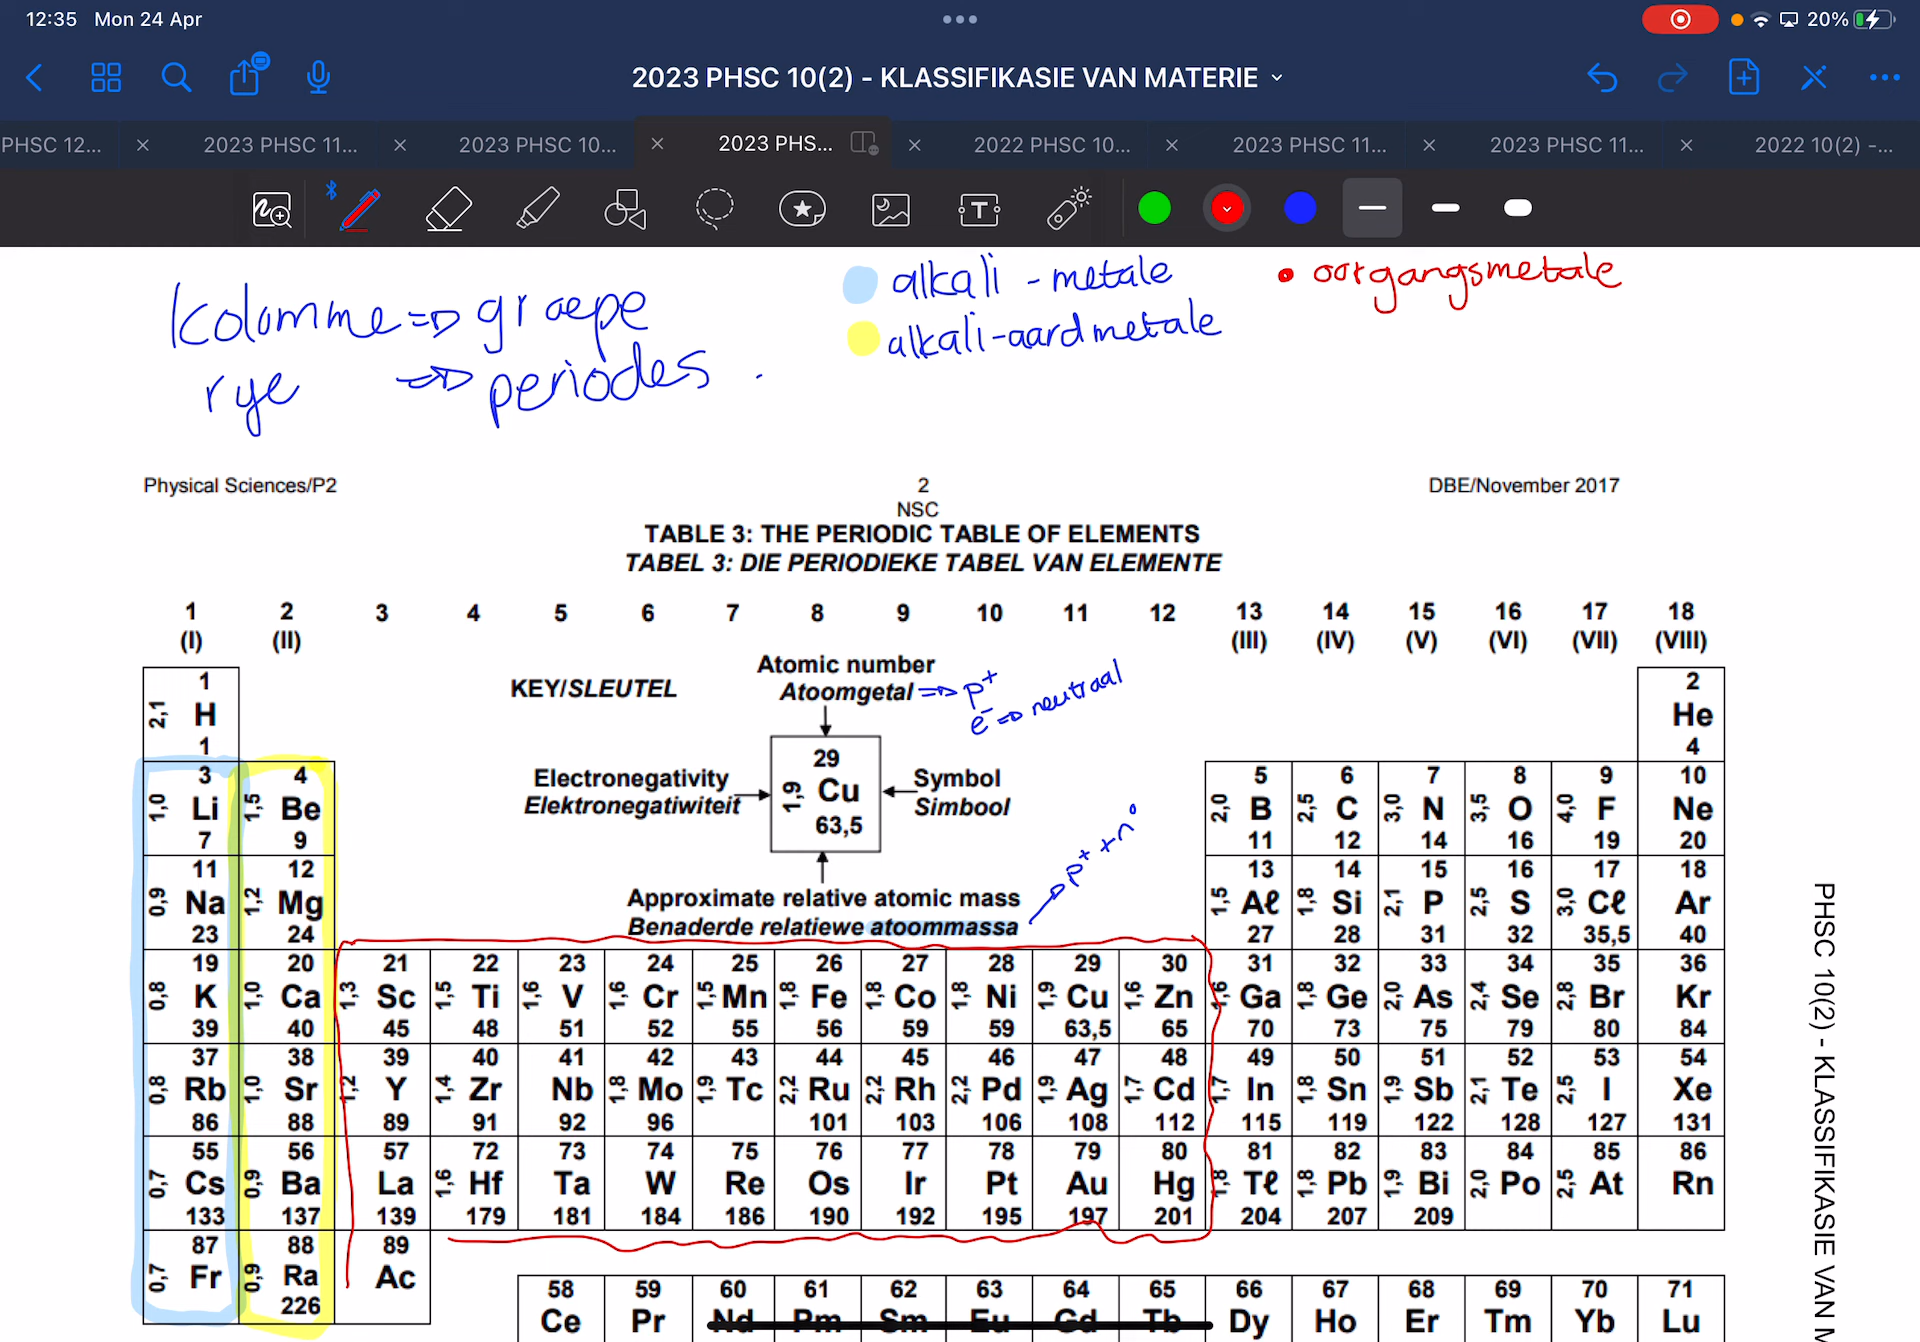 12:35 Mon 24 Apr
20%
2023 PHSC 10(2) - KLASSIFIKASIE VAN MATERIE
PHSC 12... 2023 PHSC 11... 2023 PHSC 10... 2023 PHS... 2022 PHSC 10... 2023 PHSC 11... 2023 PHSC 11... 2022 10(2) -...
kolomme => groepe
rye => periodes .
alkali - metale
alkali-aardmetale
• oorgangsmetale
Physical Sciences/P2 2 DBE/November 2017
NSC
TABLE 3: THE PERIODIC TABLE OF ELEMENTS
TABEL 3: DIE PERIODIEKE TABEL VAN ELEMENTE
1 2 3 4 5 6 7 8 9 10 11 12 13 14 15 16 17 18
(I) (II) (III) (IV) (V) (VI) (VII) (VIII)
KEY/SLEUTEL
Atomic number
Atoomgetal => p+
e- => neutraal
Electronegativity
Elektronegatiwiteit
29
1,9 Cu
63,5
Symbol
Simbool
Approximate relative atomic mass
Benaderde relatiewe atoommassa
=> p+ + n°
1 2
2,1 H He
1 4
3 4 5 6 7 8 9 10
1,0 Li 1,5 Be 2,0 B 2,5 C 3,0 N 3,5 O 4,0 F Ne
7 9 11 12 14 16 19 20
11 12 13 14 15 16 17 18
0,9 Na 1,2 Mg 1,5 Aℓ 1,8 Si 2,1 P 2,5 S 3,0 Cℓ Ar
23 24 27 28 31 32 35,5 40
19 20 21 22 23 24 25 26 27 28 29 30 31 32 33 34 35 36
0,8 K 1,0 Ca 1,3 Sc 1,5 Ti 1,6 V 1,6 Cr 1,5 Mn 1,8 Fe 1,8 Co 1,8 Ni 1,9 Cu 1,6 Zn 1,6 Ga 1,8 Ge 2,0 As 2,4 Se 2,8 Br Kr
39 40 45 48 51 52 55 56 59 59 63,5 65 70 73 75 79 80 84
37 38 39 40 41 42 43 44 45 46 47 48 49 50 51 52 53 54
0,8 Rb 1,0 Sr 1,2 Y 1,4 Zr Nb 1,8 Mo 1,9 Tc 2,2 Ru 2,2 Rh 2,2 Pd 1,9 Ag 1,7 Cd 1,7 In 1,8 Sn 1,9 Sb 2,1 Te 2,5 I Xe
86 88 89 91 92 96 101 103 106 108 112 115 119 122 128 127 131
55 56 57 72 73 74 75 76 77 78 79 80 81 82 83 84 85 86
0,7 Cs 0,9 Ba La 1,6 Hf Ta W Re Os Ir Pt Au Hg 1,8 Tℓ 1,8 Pb 1,9 Bi 2,0 Po 2,5 At Rn
133 137 139 179 181 184 186 190 192 195 197 201 204 207 209
87 88 89
0,7 Fr 0,9 Ra Ac
226
58 59 60 61 62 63 64 65 66 67 68 69 70 71
Ce Pr Nd Pm Sm Eu Gd Tb Dy Ho Er Tm Yb Lu
PHSC 10(2) - KLASSIFIKASIE VAN M